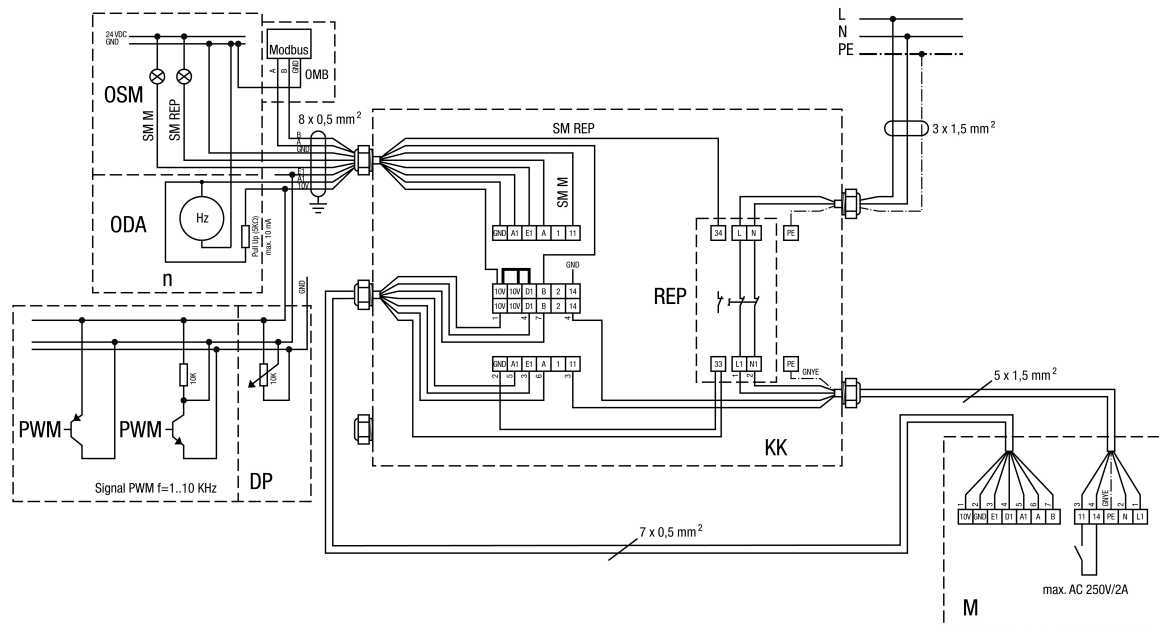 24 VDC
GND
OSM
SM M
SM REP
Modbus
A
B
GND
OMB
8 x 0,5 mm²
B
A
GND
E1
A1
10V
ODA
Hz
Pull Up (5KΩ)
max. 10 mA
n
GND
PWM
PWM
10K
10K
DP
Signal PWM f=1..10 KHz
SM REP
SM M
GND A1 E1 A 1 11
GND
10V 10V D1 B 2 14
10V 10V D1 B 2 14
1 4 7 4
GND A1 E1 A 1 11
2 5 3 6 3
KK
REP
34 L N PE
33 L1 N1 PE
1 2
GNYE
L
N
PE
3 x 1,5 mm²
5 x 1,5 mm²
7 x 0,5 mm²
1 2 3 4 5 6 7
10V GND E1 D1 A1 A B
3 4 GNYE 2 1
11 14 PE N L1
max. AC 250V/2A
M